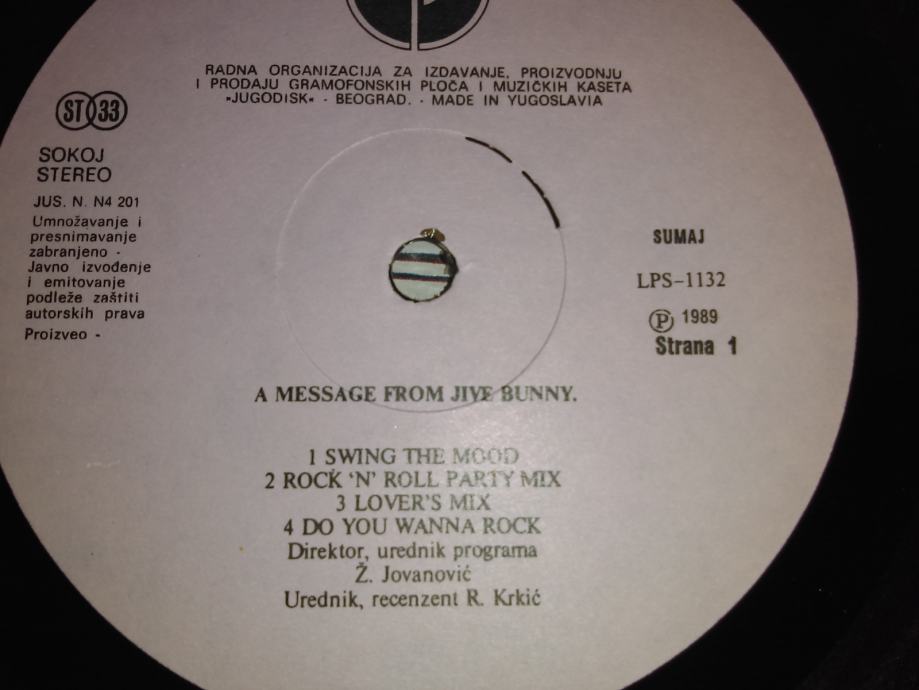 RADNA ORGANIZACIJA ZA IZDAVANJE, PROIZVODNJU
I PRODAJU GRAMOFONSKIH PLOČA I MUZIČKIH KASETA
»JUGODISK« · BEOGRAD. · MADE IN YUGOSLAVIA
ST 33
SOKOJ
STEREO
JUS. N. N4 201
Umnožavanje i
presnimavanje
zabranjeno -
Javno izvođenje
i emitovanje
podleže zaštiti
autorskih prava
Proizveo -
SUMAJ
LPS-1132
Ⓟ 1989
Strana 1
A MESSAGE FROM JIVE BUNNY.
1 SWING THE MOOD
2 ROCK 'N' ROLL PARTY MIX
3 LOVER'S MIX
4 DO YOU WANNA ROCK
Direktor, urednik programa
Ž. Jovanović
Urednik, recenzent R. Krkić